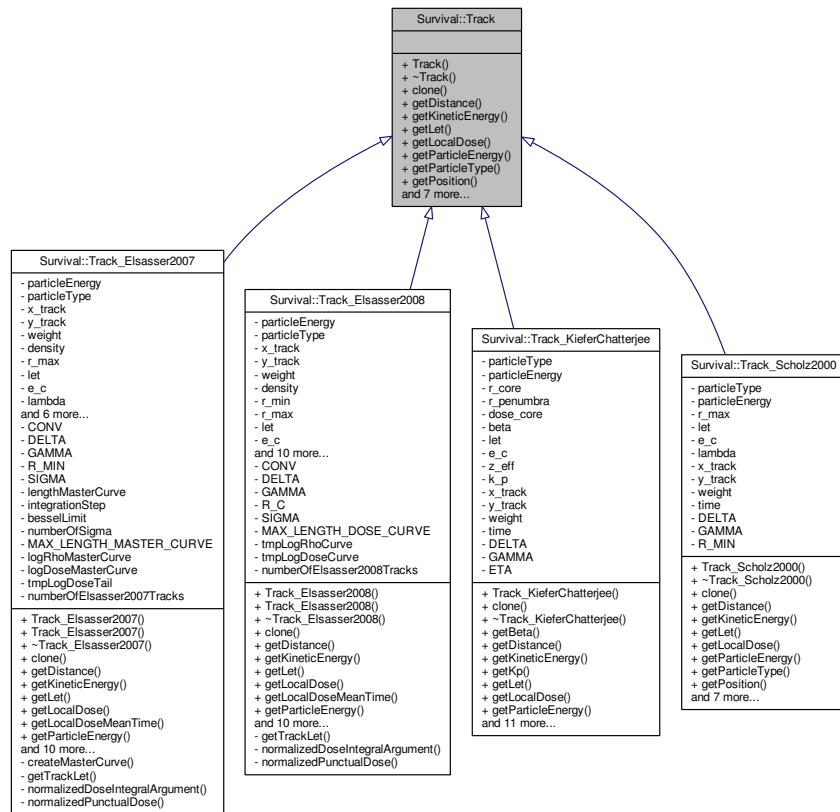 Survival::Track
+ Track()
+ ~Track()
+ clone()
+ getDistance()
+ getKineticEnergy()
+ getLet()
+ getLocalDose()
+ getParticleEnergy()
+ getParticleType()
+ getPosition()
and 7 more...
Survival::Track_Elsasser2007
- particleEnergy
- particleType
- x_track
- y_track
- weight
- density
- r_max
- let
- e_c
- lambda
and 6 more...
- CONV
- DELTA
- GAMMA
- R_MIN
- SIGMA
- lengthMasterCurve
- integrationStep
- besselLimit
- numberOfSigma
- MAX_LENGTH_MASTER_CURVE
- logRhoMasterCurve
- logDoseMasterCurve
- tmpLogDoseTail
- numberOfElsasser2007Tracks
+ Track_Elsasser2007()
+ Track_Elsasser2007()
+ ~Track_Elsasser2007()
+ clone()
+ getDistance()
+ getKineticEnergy()
+ getLet()
+ getLocalDose()
+ getLocalDoseMeanTime()
+ getParticleEnergy()
and 10 more...
- createMasterCurve()
- getTrackLet()
- normalizedDoseIntegralArgument()
- normalizedPunctualDose()
Survival::Track_Elsasser2008
- particleEnergy
- particleType
- x_track
- y_track
- weight
- density
- r_min
- r_max
- let
- e_c
and 10 more...
- CONV
- DELTA
- GAMMA
- R_C
- SIGMA
- MAX_LENGTH_DOSE_CURVE
- tmpLogRhoCurve
- tmpLogDoseCurve
- numberOfElsasser2008Tracks
+ Track_Elsasser2008()
+ Track_Elsasser2008()
+ ~Track_Elsasser2008()
+ clone()
+ getDistance()
+ getKineticEnergy()
+ getLet()
+ getLocalDose()
+ getLocalDoseMeanTime()
+ getParticleEnergy()
and 10 more...
- getTrackLet()
- normalizedDoseIntegralArgument()
- normalizedPunctualDose()
Survival::Track_KieferChatterjee
- particleType
- particleEnergy
- r_core
- r_penumbra
- dose_core
- beta
- let
- e_c
- z_eff
- k_p
- x_track
- y_track
- weight
- time
- DELTA
- GAMMA
- ETA
+ Track_KieferChatterjee()
+ clone()
+ ~Track_KieferChatterjee()
+ getBeta()
+ getDistance()
+ getKineticEnergy()
+ getKp()
+ getLet()
+ getLocalDose()
+ getParticleEnergy()
and 11 more...
Survival::Track_Scholz2000
- particleType
- particleEnergy
- r_max
- let
- e_c
- lambda
- x_track
- y_track
- weight
- time
- DELTA
- GAMMA
- R_MIN
+ Track_Scholz2000()
+ ~Track_Scholz2000()
+ clone()
+ getDistance()
+ getKineticEnergy()
+ getLet()
+ getLocalDose()
+ getParticleEnergy()
+ getParticleType()
+ getPosition()
and 7 more...